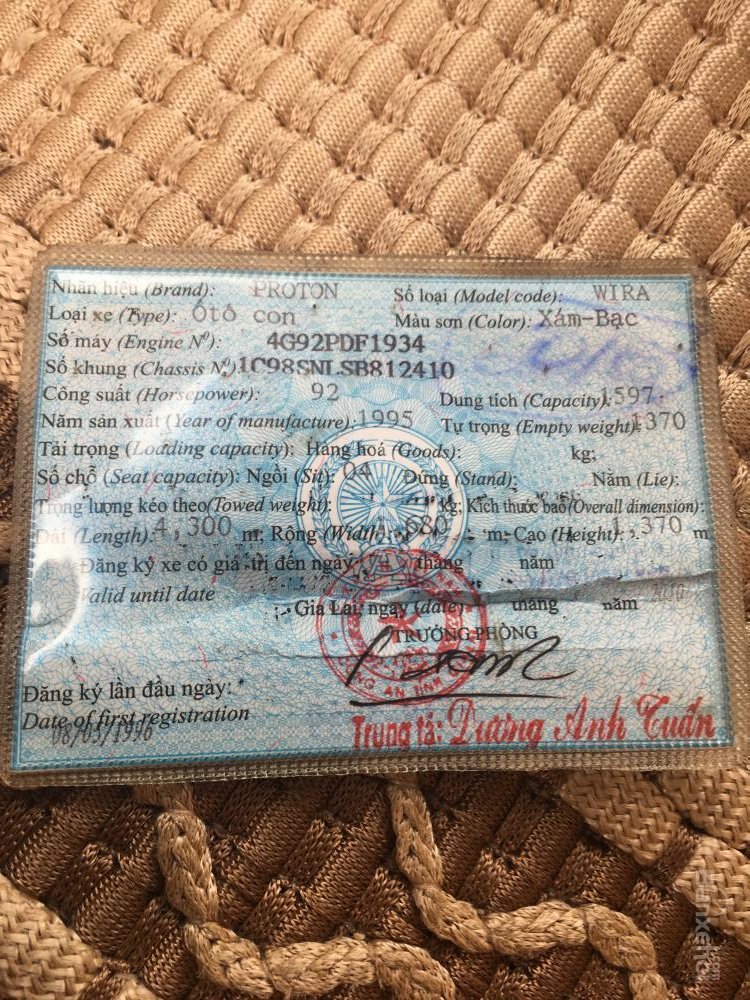 Nhãn hiệu (Brand): PROTON Số loại (Model code): WIRA
Loại xe (Type): Ôtô con Màu sơn (Color): Xám-Bạc
Số máy (Engine Nº): 4G92PDF1934
Số khung (Chassis Nº) 1C98SNLSB812410
Công suất (Horsepower): 92 Dung tích (Capacity): 1597
Năm sản xuất (Year of manufacture): 1995 Tự trọng (Empty weight): 1370
Tải trọng (Loading capacity): Hàng hoá (Goods): kg;
Số chỗ (Seat capacity): Ngồi (Sit): 04 Đứng (Stand): Nằm (Lie):
Trọng lượng kéo theo (Towed weight): kg; Kích thước bao (Overall dimension):
Dài (Length): 4,300 m; Rộng (Width): 1,680 m; Cao (Height): 1,370 m
Đăng ký xe có giá trị đến ngày tháng năm
Valid until date
Gia Lai, ngày (date) tháng năm 2010
TRƯỞNG PHÒNG
Đăng ký lần đầu ngày:
Date of first registration
08/03/1996
Trung tá: Dương Anh Tuấn